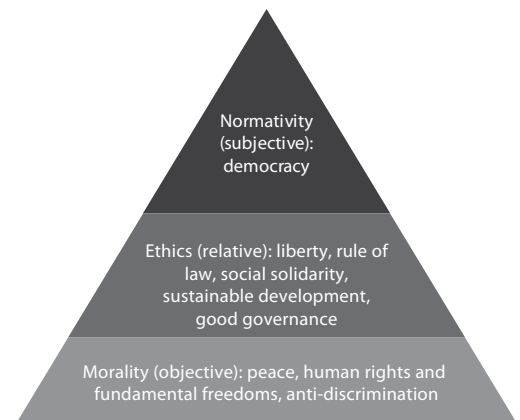 Normativity
(subjective):
democracy
Ethics (relative): liberty, rule of
law, social solidarity,
sustainable development,
good governance
Morality (objective): peace, human rights and
fundamental freedoms, anti-discrimination